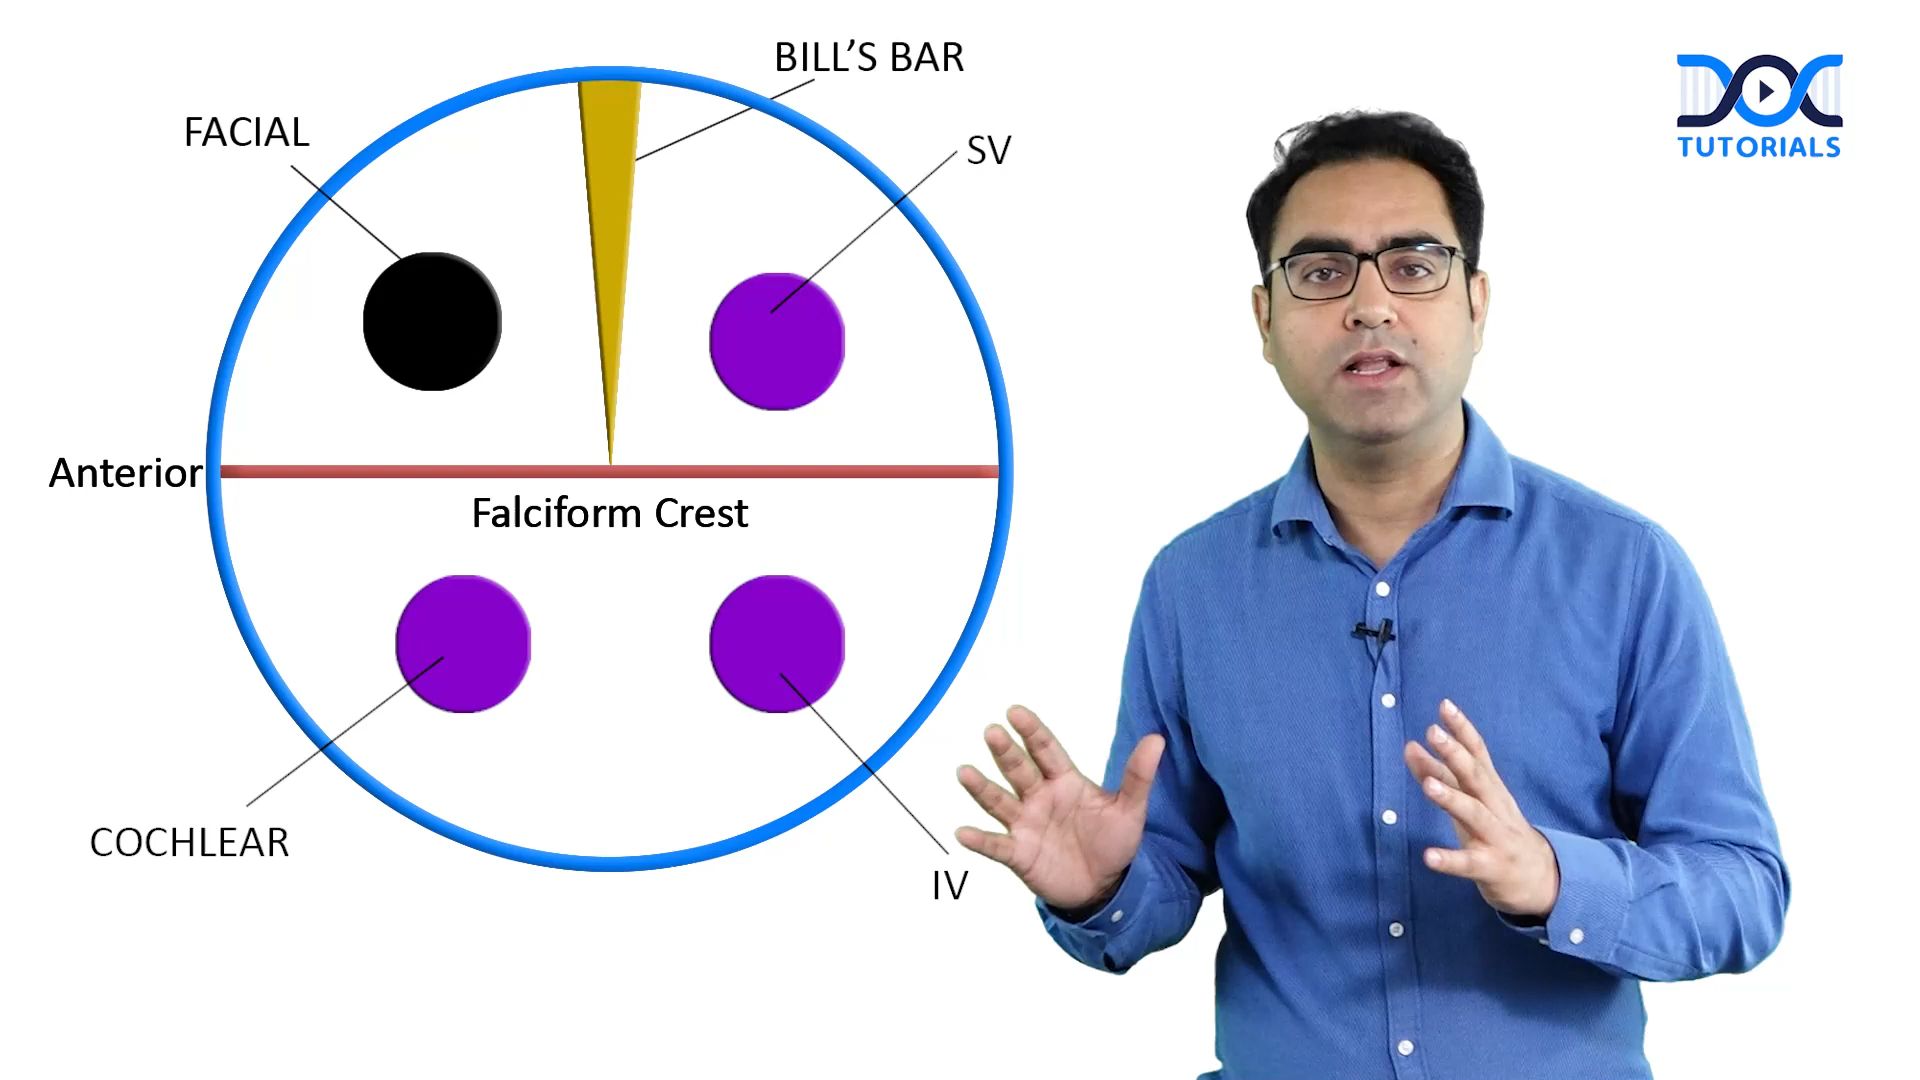 BILL’S BAR
FACIAL
SV
TUTORIALS
Anterior
Falciform Crest
COCHLEAR
IV